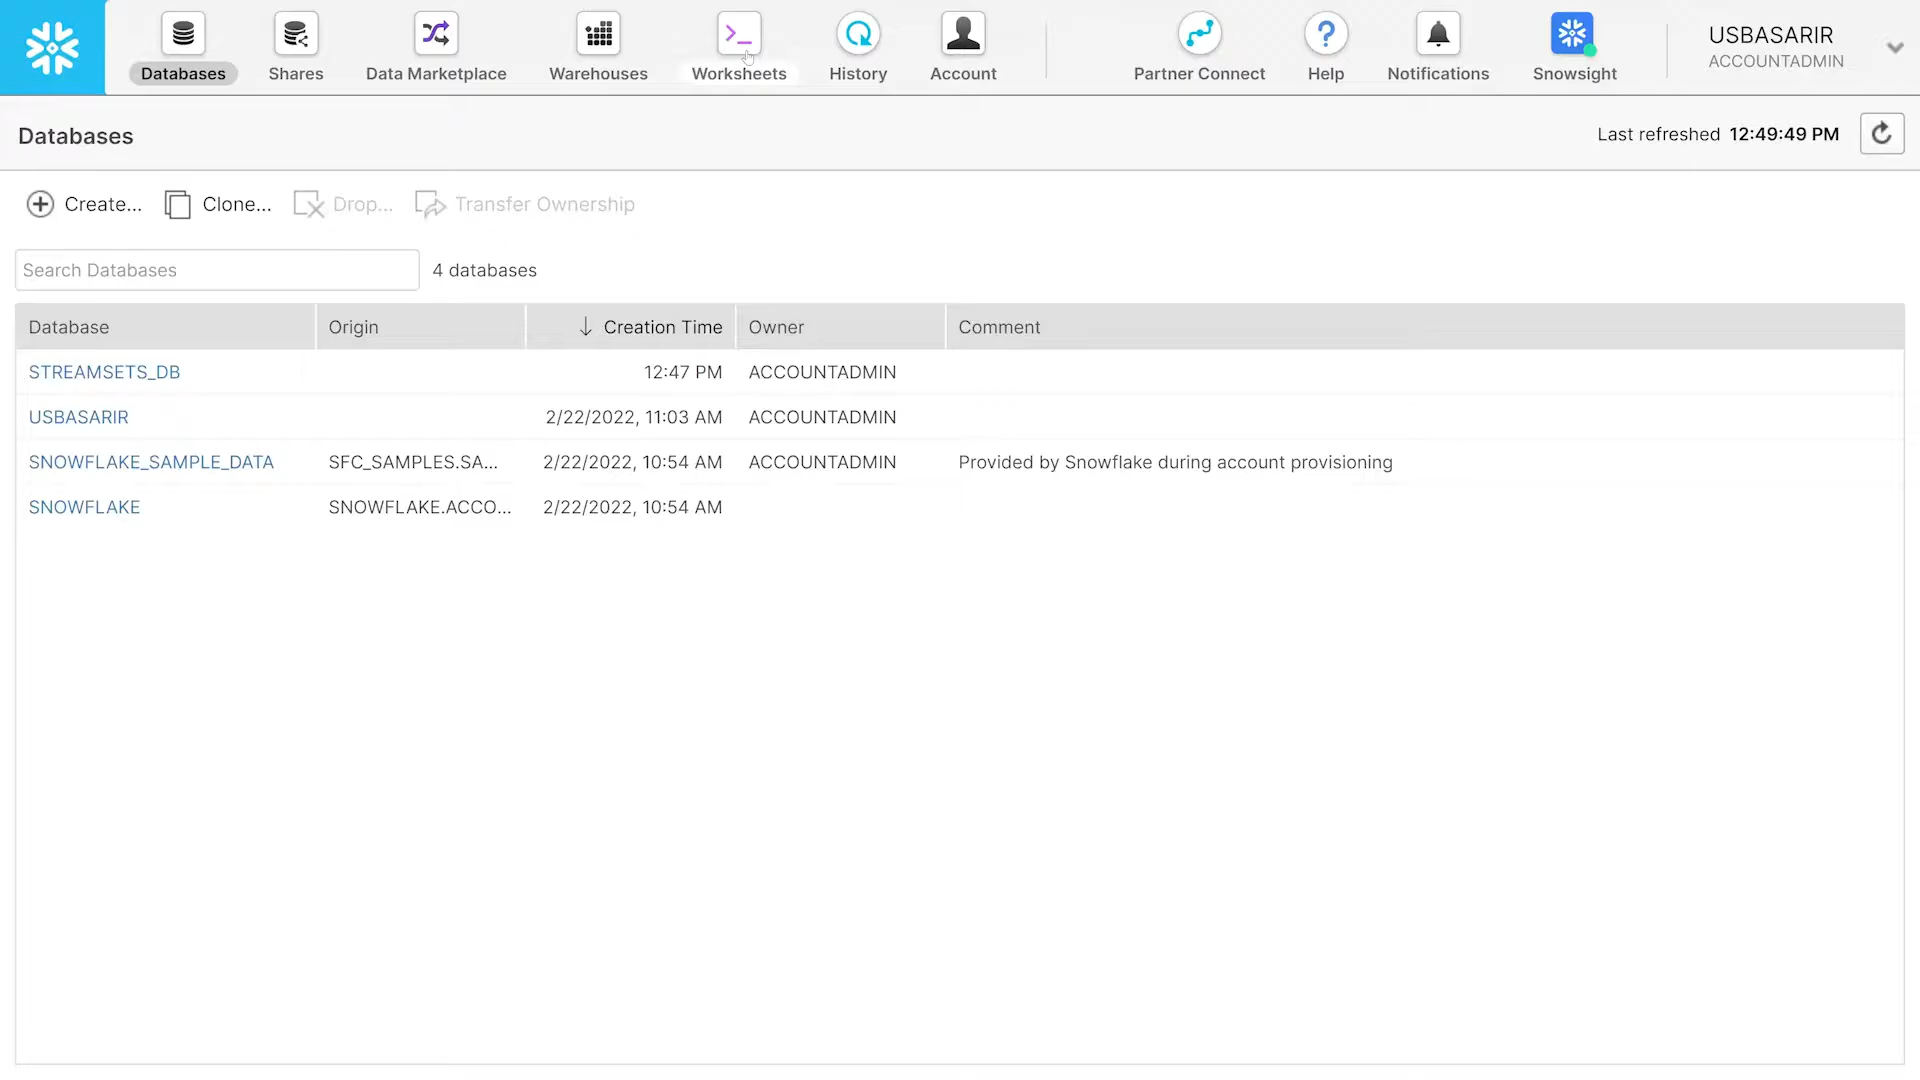 Databases Shares Data Marketplace Warehouses Worksheets History Account Partner Connect Help Notifications Snowsight
USBASARIR
ACCOUNTADMIN
Databases
Last refreshed 12:49:49 PM
Create... Clone... Drop... Transfer Ownership
Search Databases 4 databases
Database Origin Creation Time Owner Comment
STREAMSETS_DB 12:47 PM ACCOUNTADMIN
USBASARIR 2/22/2022, 11:03 AM ACCOUNTADMIN
SNOWFLAKE_SAMPLE_DATA SFC_SAMPLES.SA... 2/22/2022, 10:54 AM ACCOUNTADMIN Provided by Snowflake during account provisioning
SNOWFLAKE SNOWFLAKE.ACCO... 2/22/2022, 10:54 AM